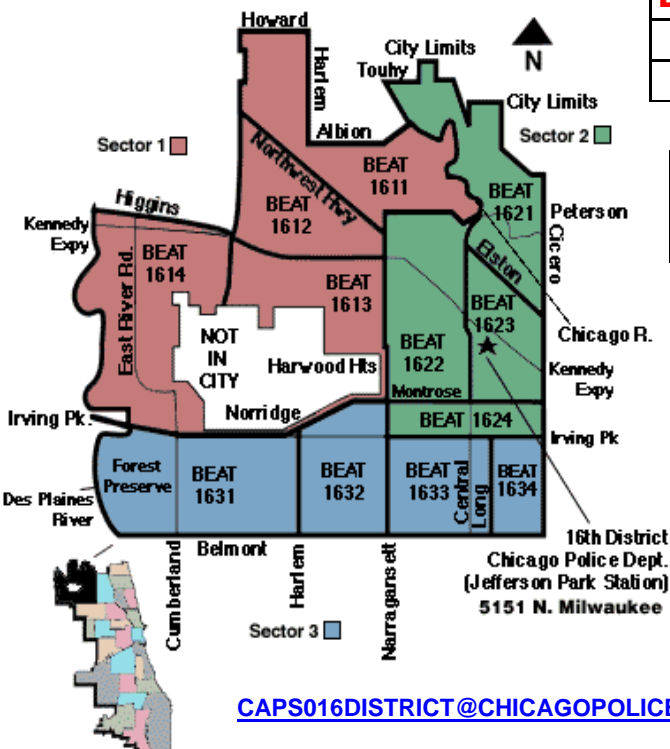 Howard
Harlem
City Limits
Touhy
N
City Limits
Albion
Sector 1
Sector 2
Northwest Hwy
BEAT
1611
Higgins
BEAT
1612
BEAT
1621
Peterson
Kennedy
Expy
Cicero
East River Rd.
BEAT
1614
Elston
BEAT
1613
BEAT
1623
NOT
IN
CITY
Chicago R.
Harwood Hts
BEAT
1622
Kennedy
Expy
Montrose
Norridge
Irving Pk.
BEAT 1624
Irving Pk
Forest
Preserve
BEAT
1631
BEAT
1632
BEAT
1633
Central
Long
BEAT
1634
Des Plaines
River
16th District
Chicago Police Dept.
(Jefferson Park Station)
5151 N. Milwaukee
Belmont
Cumberland
Harlem
Narragansett
Sector 3
CAPS016DISTRICT@CHICAGOPOLICE